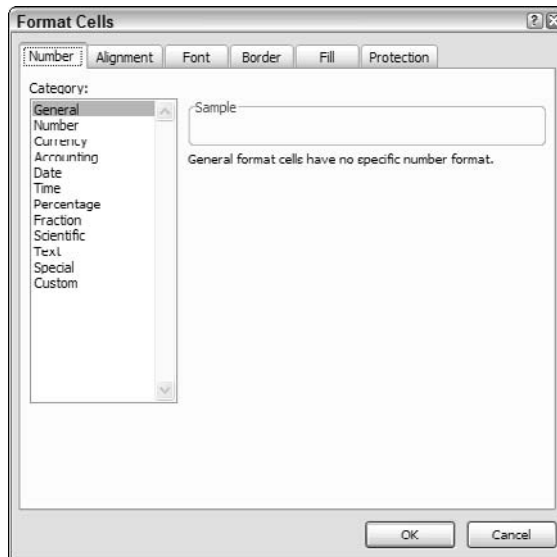 Format Cells
Number Alignment Font Border Fill Protection
Category:
General
Number
Currency
Accounting
Date
Time
Percentage
Fraction
Scientific
Text
Special
Custom
Sample
General format cells have no specific number format.
OK Cancel